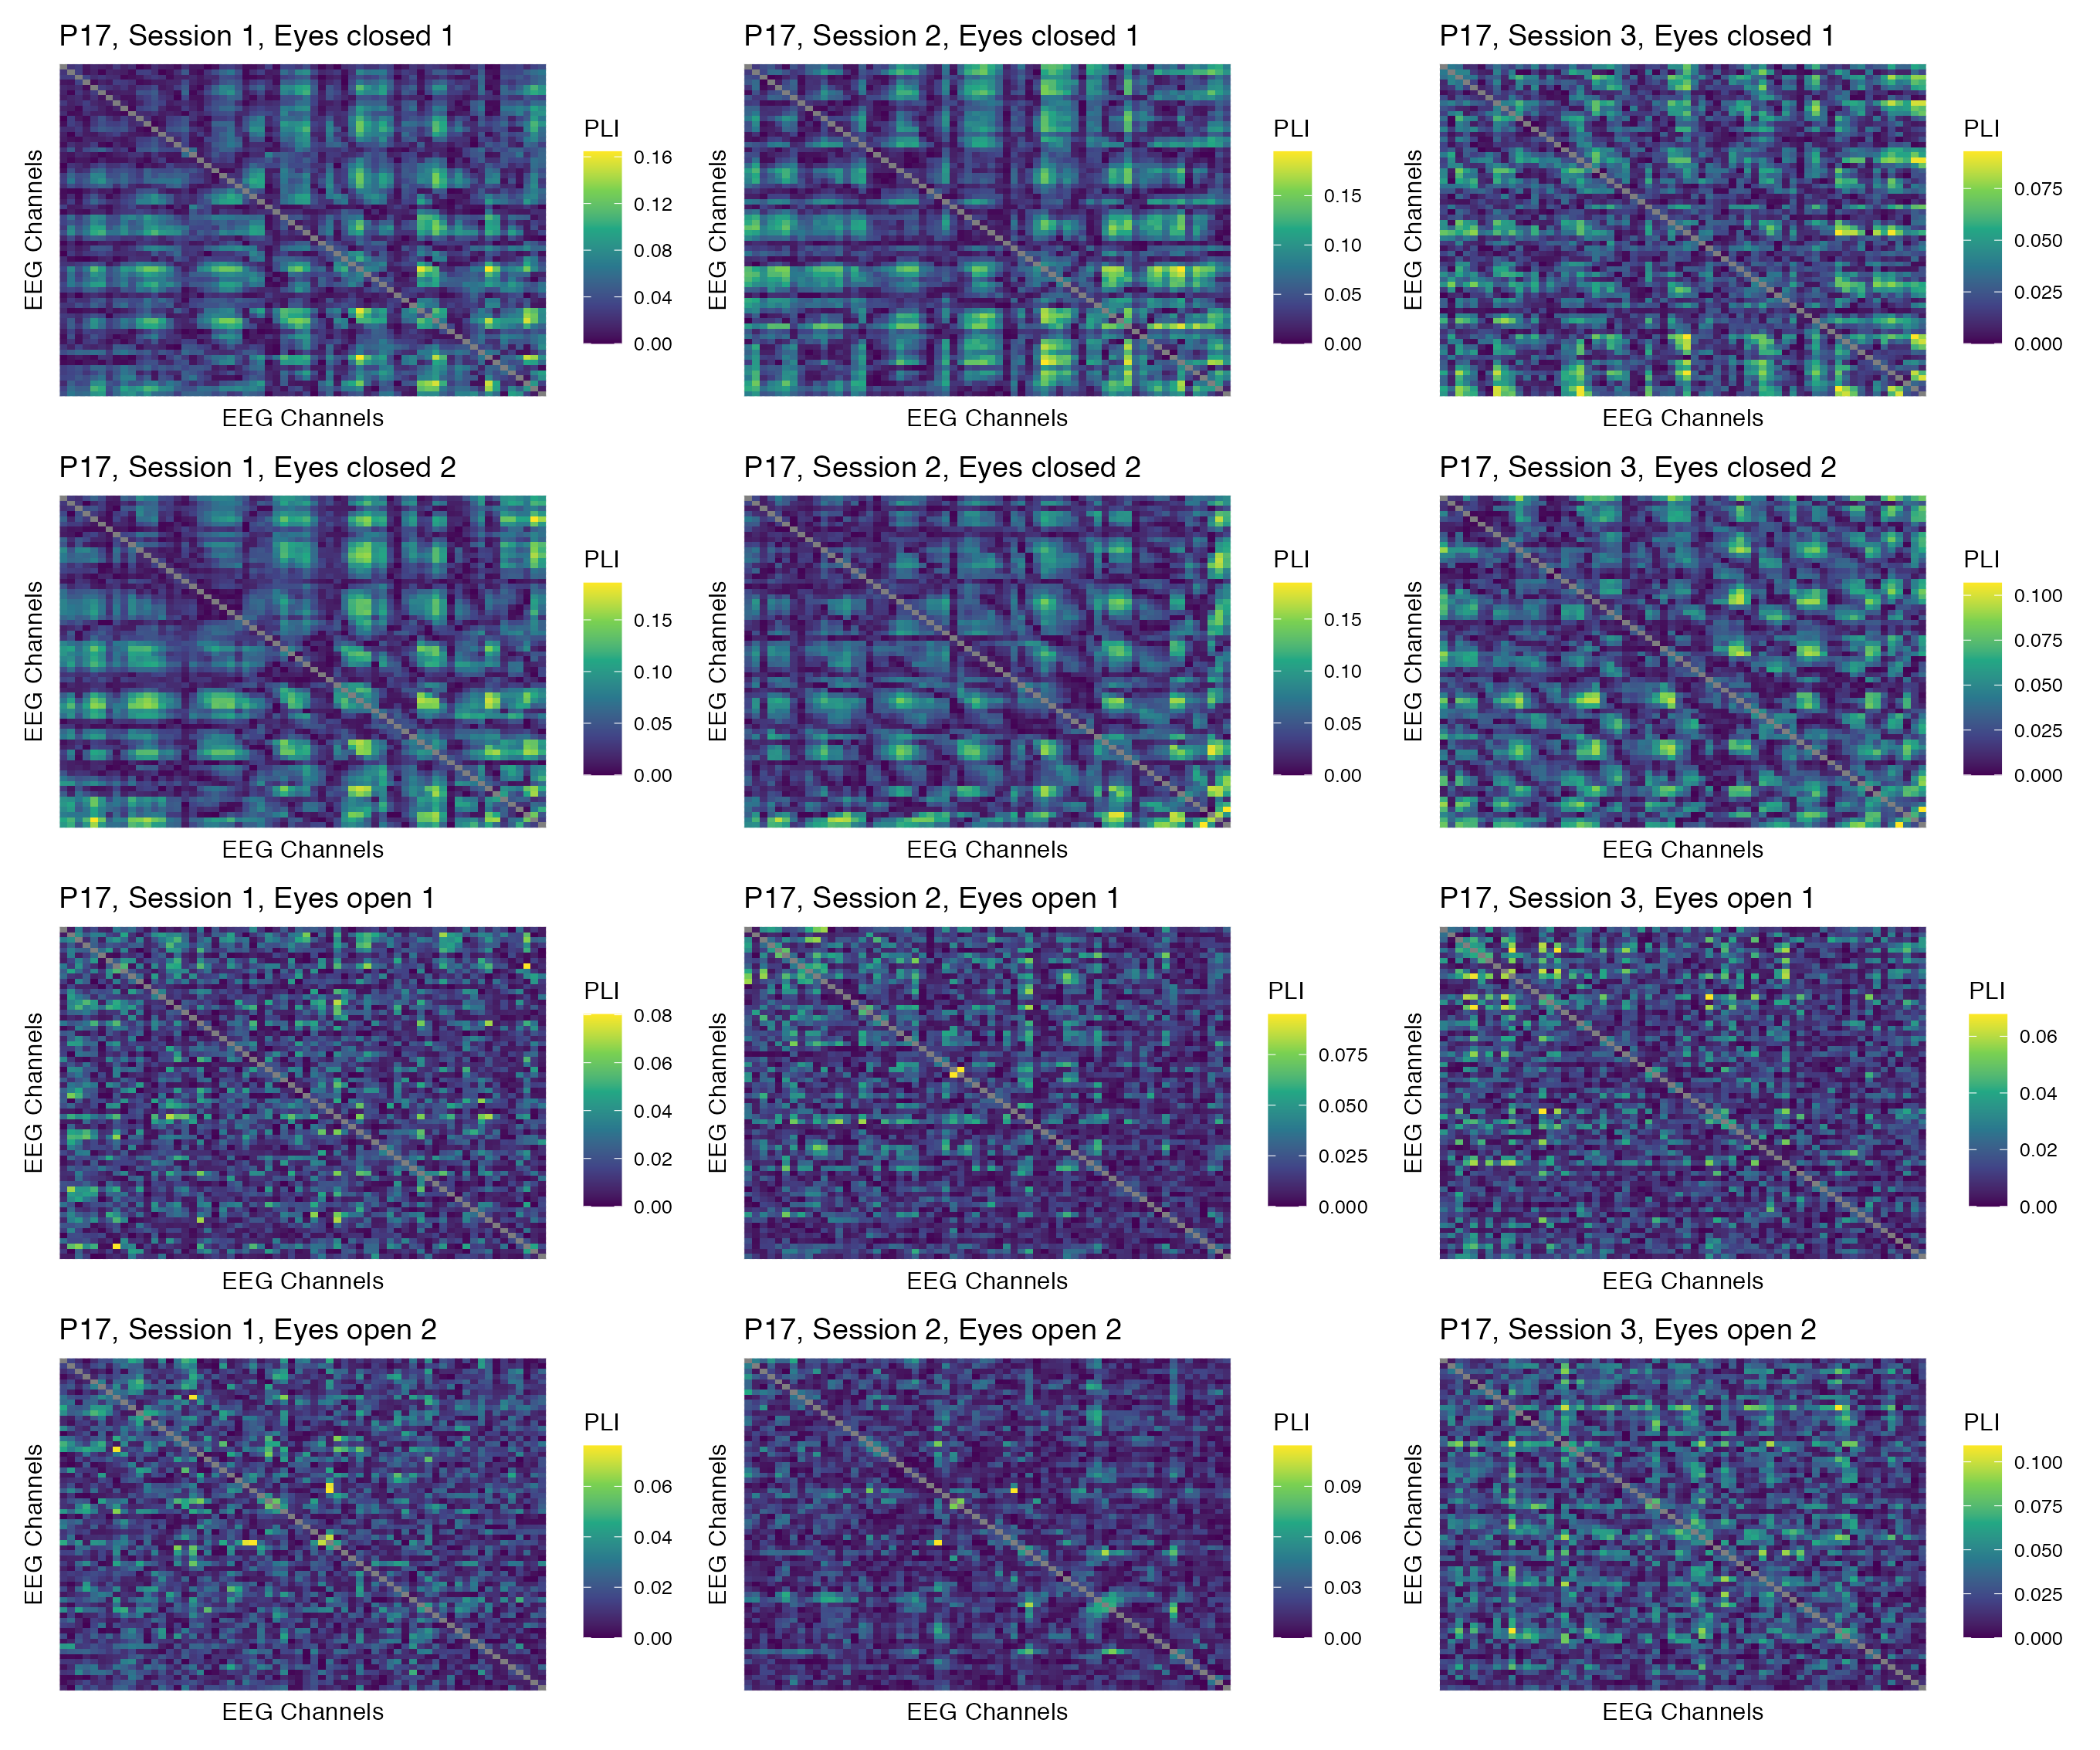 P17, Session 1, Eyes closed 1
EEG Channels
EEG Channels
PLI
0.16
0.12
0.08
0.04
0.00
P17, Session 2, Eyes closed 1
EEG Channels
EEG Channels
PLI
0.15
0.10
0.05
0.00
P17, Session 3, Eyes closed 1
EEG Channels
EEG Channels
PLI
0.075
0.050
0.025
0.000
P17, Session 1, Eyes closed 2
EEG Channels
EEG Channels
PLI
0.15
0.10
0.05
0.00
P17, Session 2, Eyes closed 2
EEG Channels
EEG Channels
PLI
0.15
0.10
0.05
0.00
P17, Session 3, Eyes closed 2
EEG Channels
EEG Channels
PLI
0.100
0.075
0.050
0.025
0.000
P17, Session 1, Eyes open 1
EEG Channels
EEG Channels
PLI
0.08
0.06
0.04
0.02
0.00
P17, Session 2, Eyes open 1
EEG Channels
EEG Channels
PLI
0.075
0.050
0.025
0.000
P17, Session 3, Eyes open 1
EEG Channels
EEG Channels
PLI
0.06
0.04
0.02
0.00
P17, Session 1, Eyes open 2
EEG Channels
EEG Channels
PLI
0.06
0.04
0.02
0.00
P17, Session 2, Eyes open 2
EEG Channels
EEG Channels
PLI
0.09
0.06
0.03
0.00
P17, Session 3, Eyes open 2
EEG Channels
EEG Channels
PLI
0.100
0.075
0.050
0.025
0.000